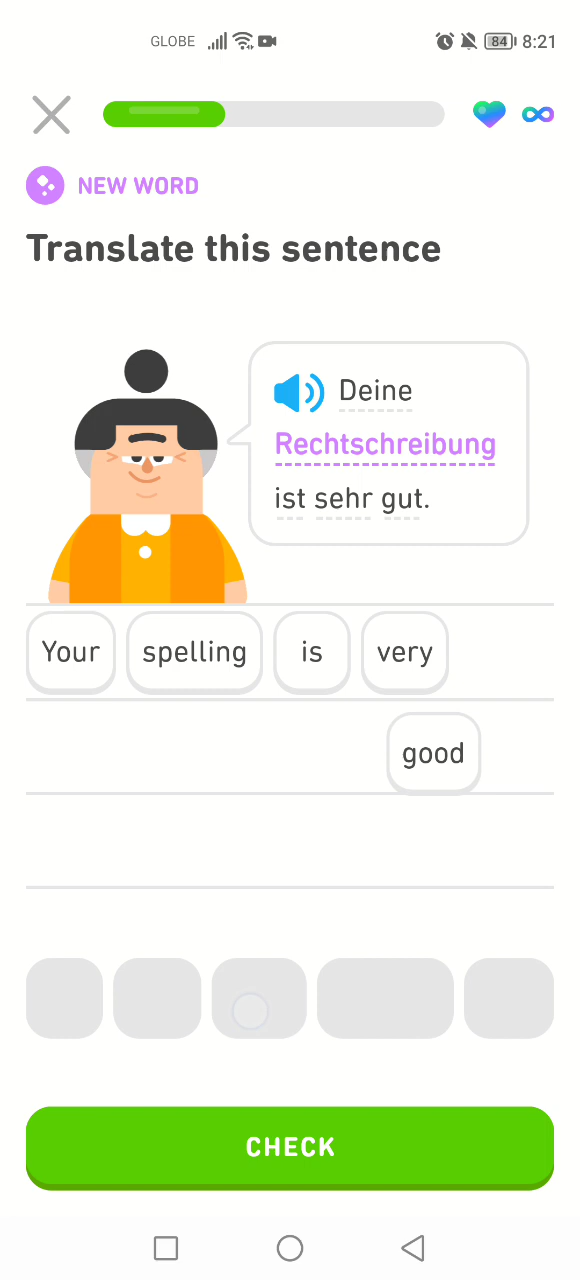 GLOBE 84 8:21
NEW WORD
Translate this sentence
Deine
Rechtschreibung
ist sehr gut.
Your spelling is very
good
CHECK